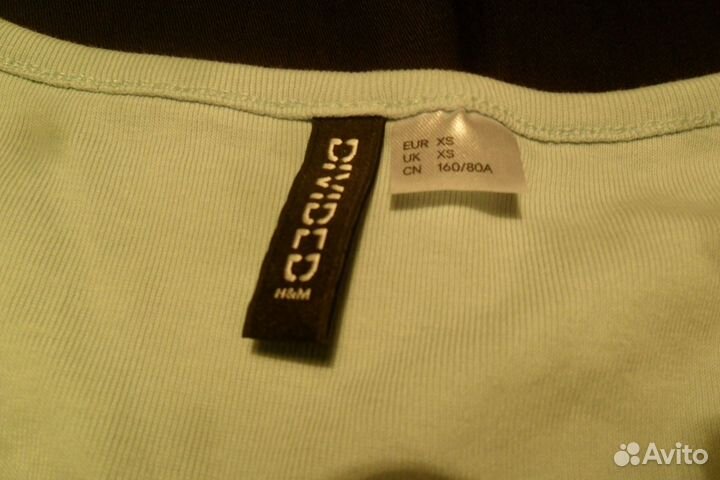 DIVIDED
H&M
EUR XS
UK XS
CN 160/80A
Avito